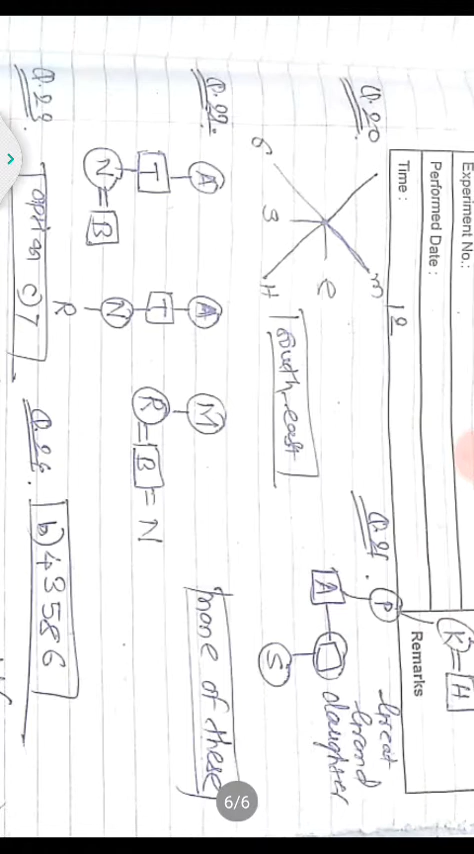 Experiment No.:
K = H
Performed Date :
Remarks
Time :
Q.20.
m
G
S
H
Q.21.
P
A
S
Great
Grand
daughter
south-east
Q.22.
A
T
N = B
A
T
N
R
M
R = B = N
none of these
Q.23.
option c) 7
Q.24.
b) 43586
6/6